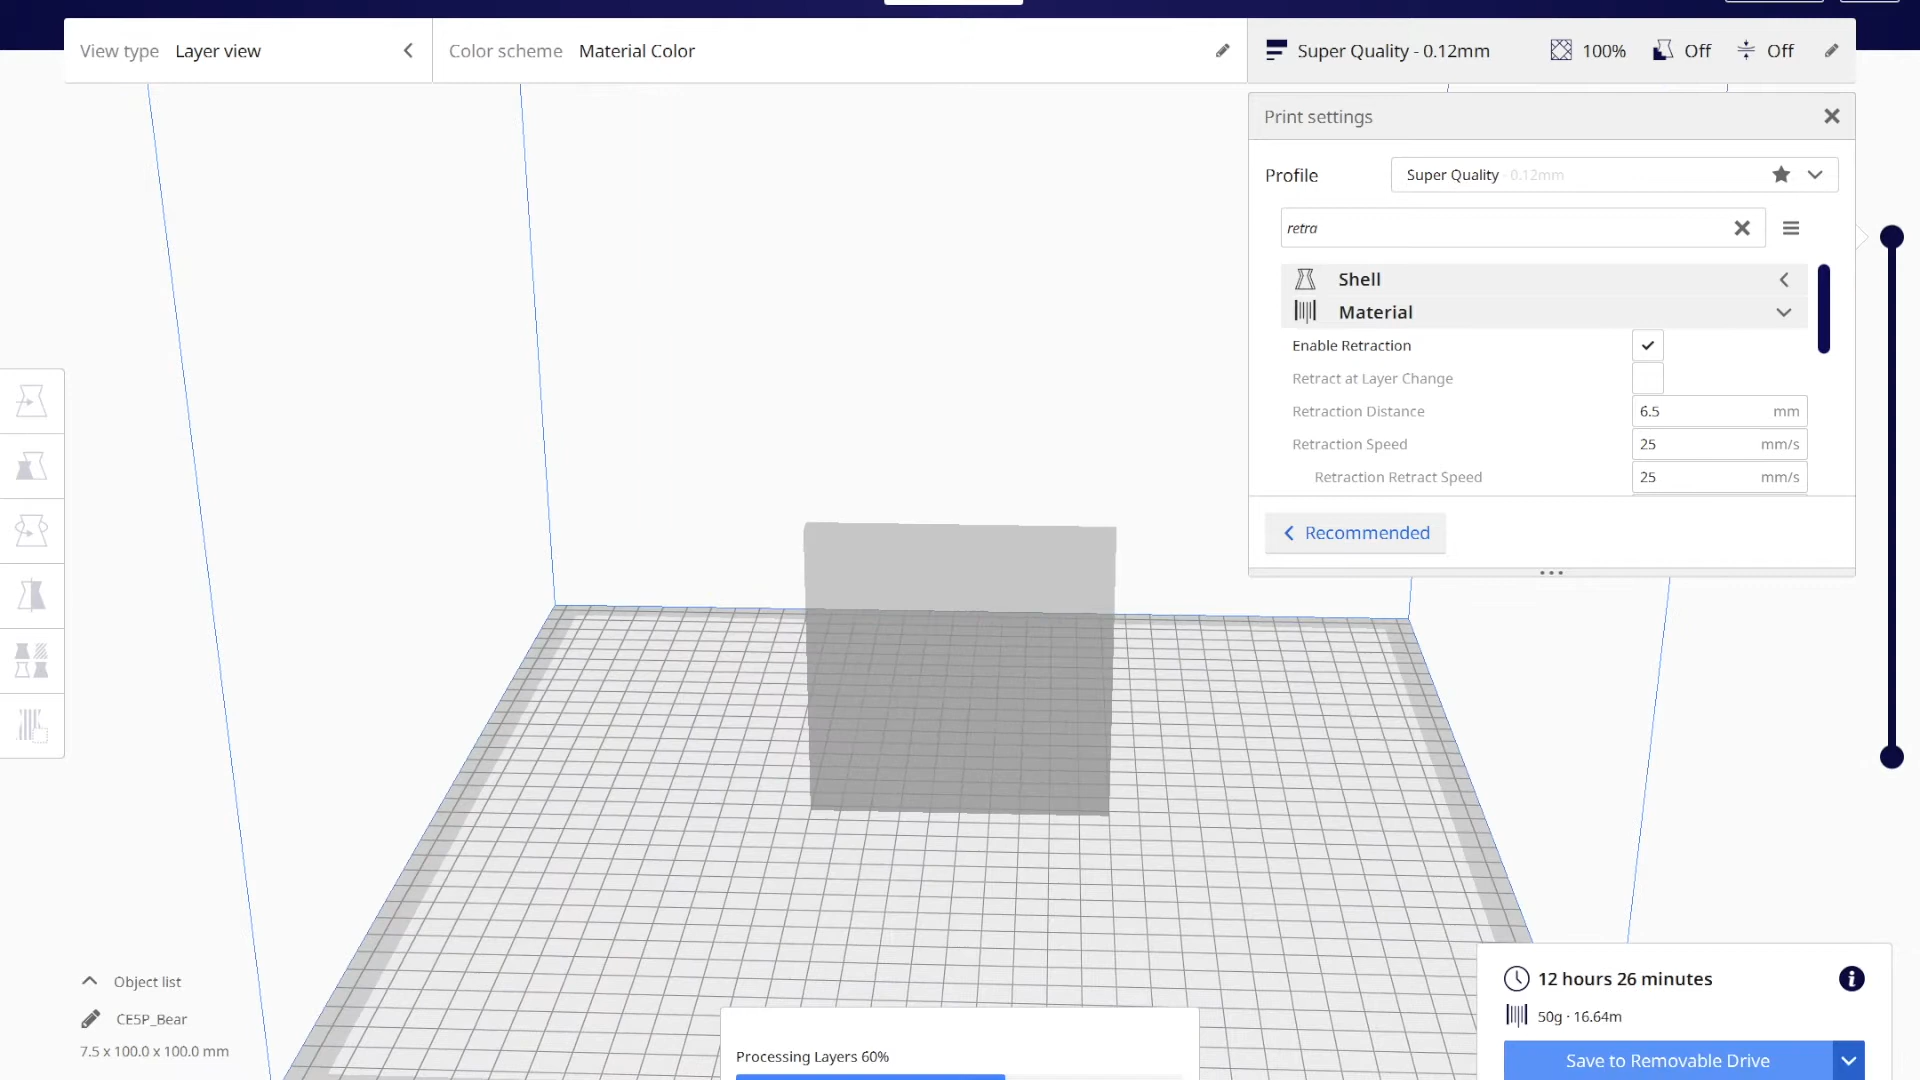 View type Layer view
Color scheme Material Color
Super Quality - 0.12mm 100% Off Off
Print settings
Profile Super Quality - 0.12mm
retra
Shell
Material
Enable Retraction
Retract at Layer Change
Retraction Distance 6.5 mm
Retraction Speed 25 mm/s
Retraction Retract Speed 25 mm/s
Recommended
Object list
CE5P_Bear
7.5 x 100.0 x 100.0 mm
Processing Layers 60%
12 hours 26 minutes
50g · 16.64m
Save to Removable Drive